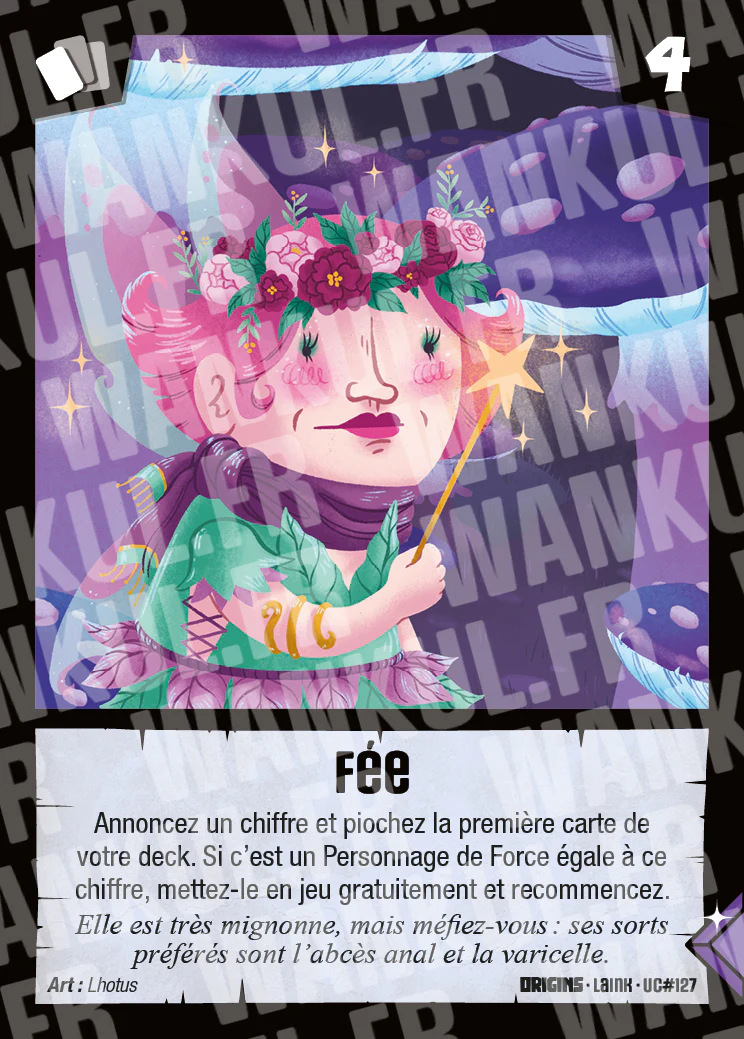 4
Fée
Annoncez un chiffre et piochez la première carte de
votre deck. Si c'est un Personnage de Force égale à ce
chiffre, mettez-le en jeu gratuitement et recommencez.
Elle est très mignonne, mais méfiez-vous : ses sorts
préférés sont l'abcès anal et la varicelle.
Art : Lhotus
ORIGINS · Laink · UC#127
WANKUL.FR